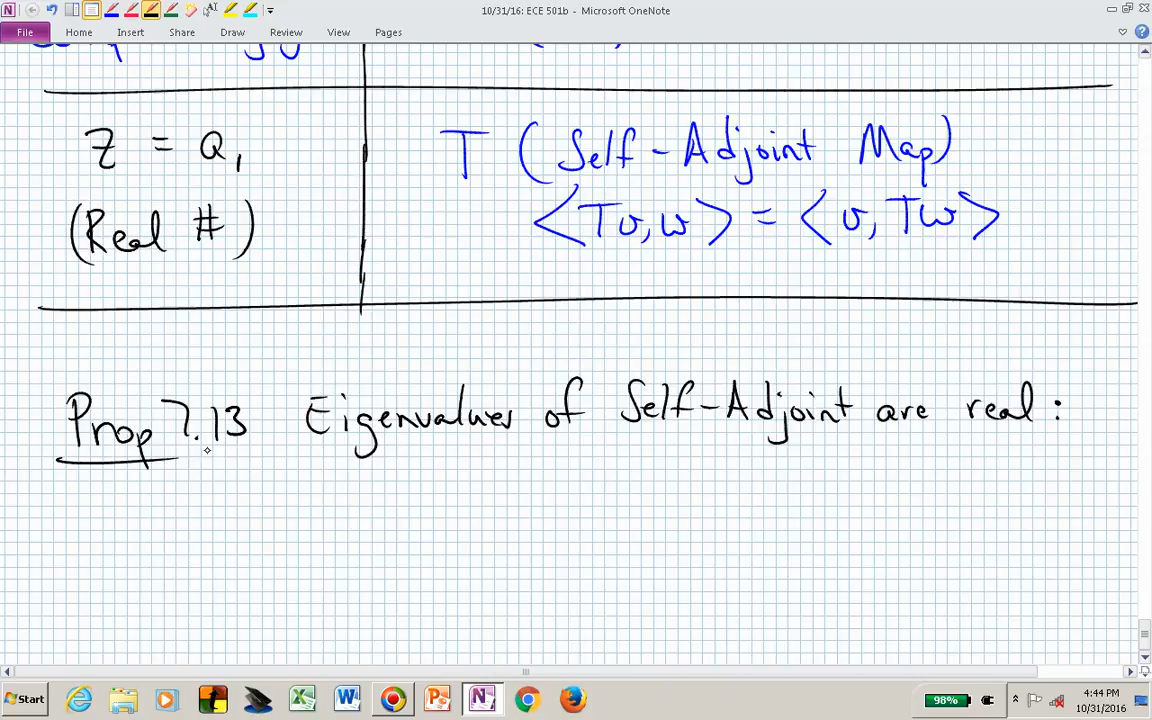 10/31/16: ECE 501b - Microsoft OneNote
File Home Insert Share Draw Review View Pages
Z = Q,
(Real #)
T (Self-Adjoint Map)
<Tv,w> = <v,Tw>
Prop 7.13 Eigenvalues of Self-Adjoint are real:
Start
98%
4:44 PM
10/31/2016